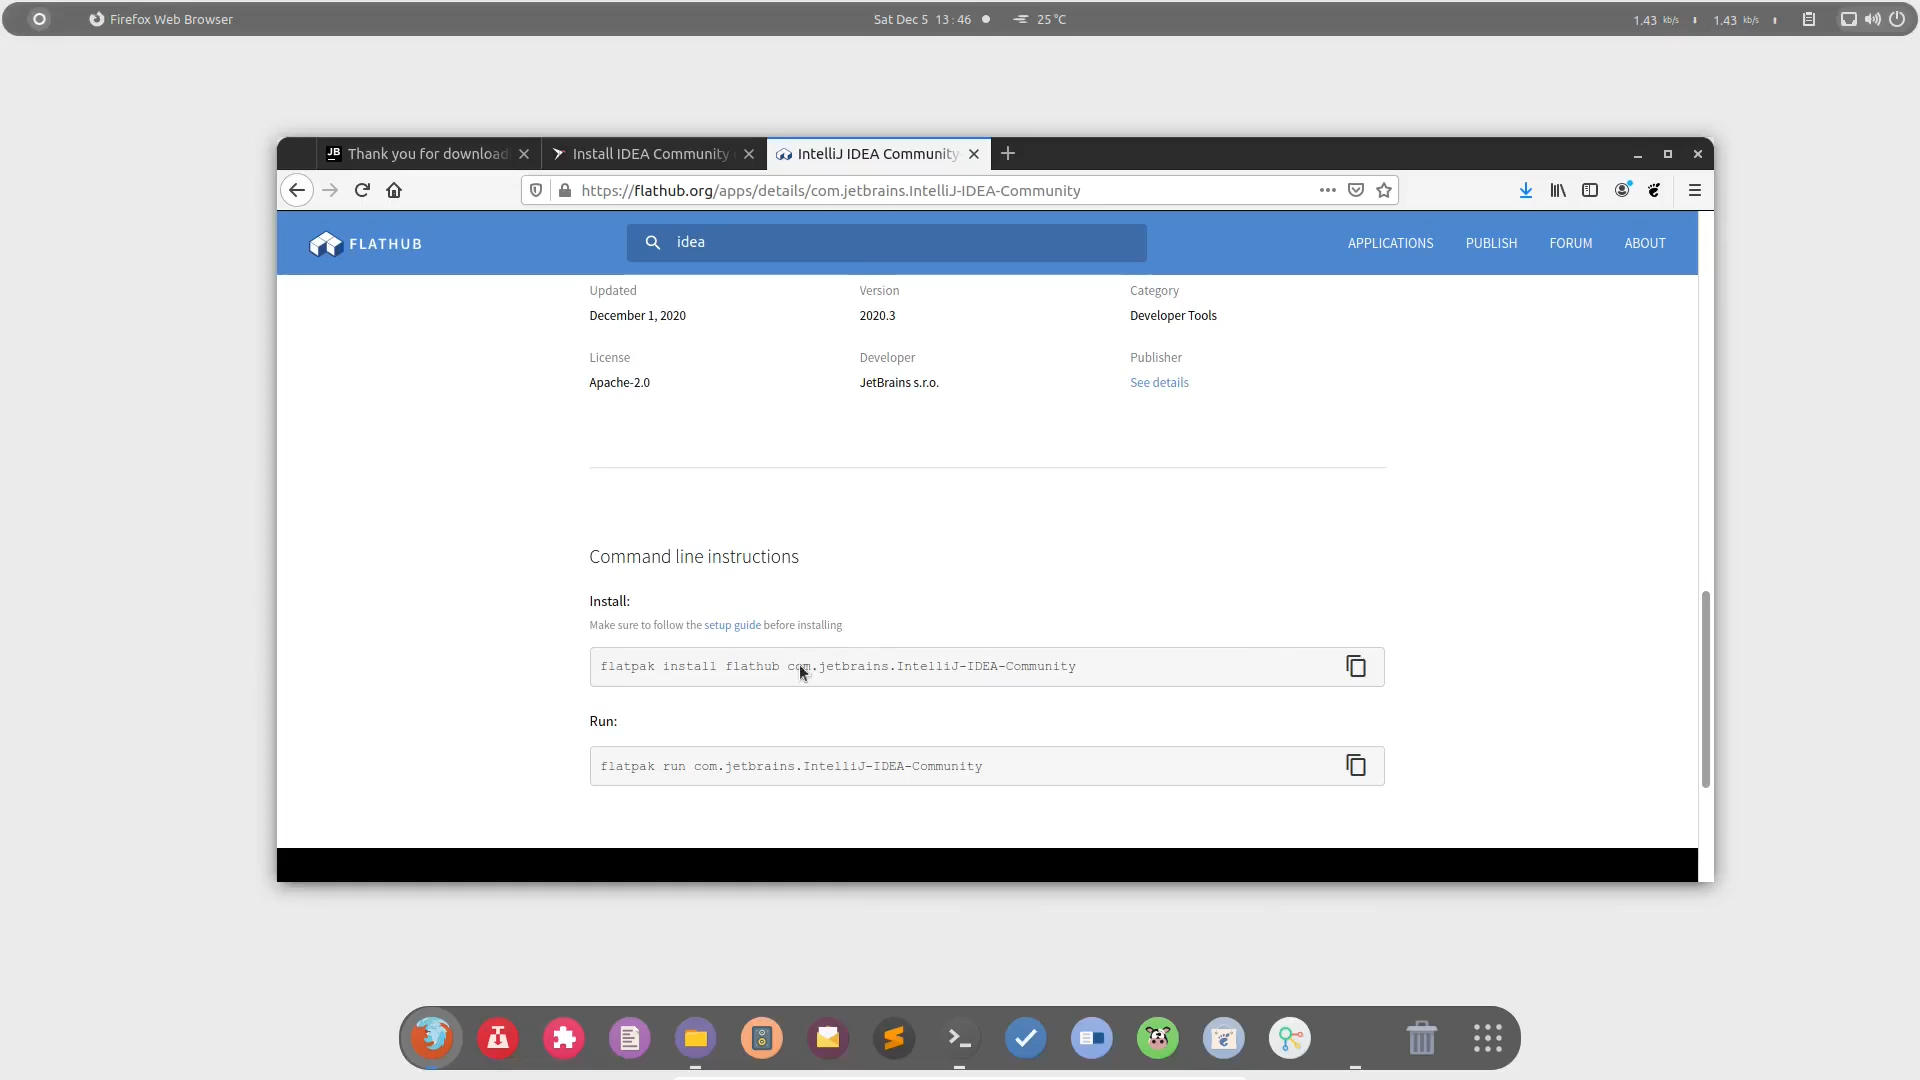 Firefox Web Browser
Sat Dec 5 13:46
25 °C
1.43 kb/s
1.43 kb/s
JB Thank you for download
Install IDEA Community
IntelliJ IDEA Community
https://flathub.org/apps/details/com.jetbrains.IntelliJ-IDEA-Community
FLATHUB
idea
APPLICATIONS
PUBLISH
FORUM
ABOUT
Updated
December 1, 2020
Version
2020.3
Category
Developer Tools
License
Apache-2.0
Developer
JetBrains s.r.o.
Publisher
See details
Command line instructions
Install:
Make sure to follow the setup guide before installing
flatpak install flathub com.jetbrains.IntelliJ-IDEA-Community
Run:
flatpak run com.jetbrains.IntelliJ-IDEA-Community